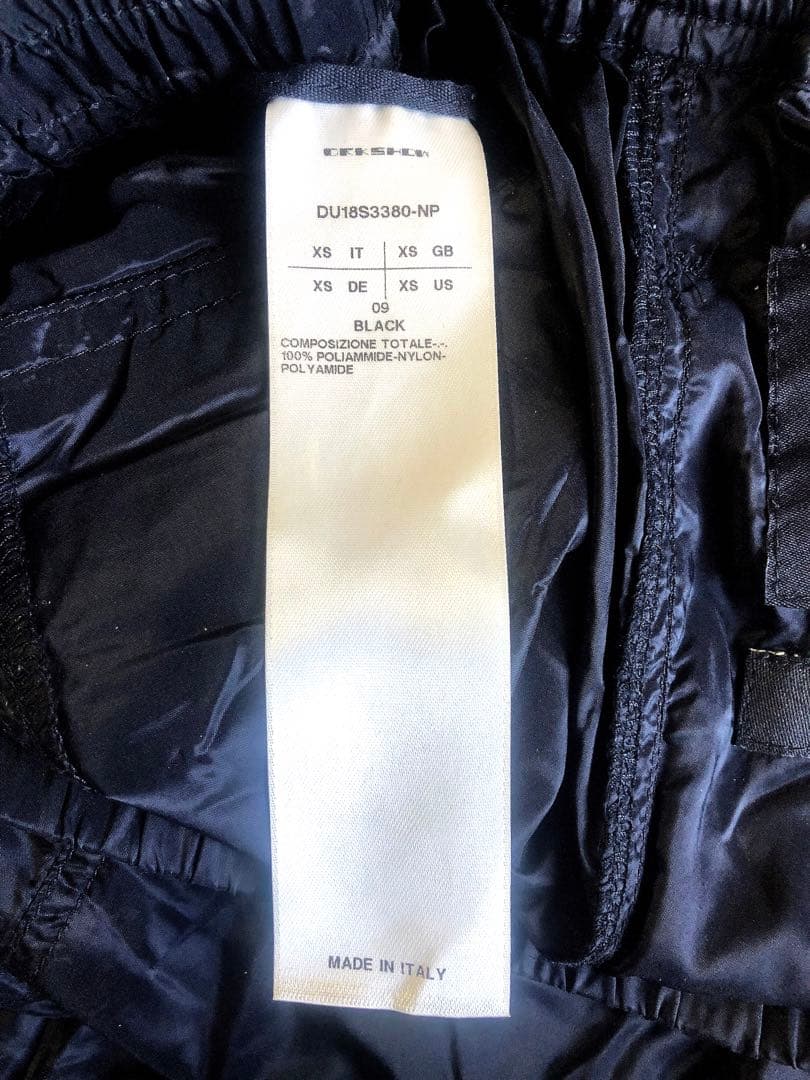 DRKSHDW
DU18S3380-NP
XS IT XS GB
XS DE XS US
09
BLACK
COMPOSIZIONE TOTALE-.-.
100% POLIAMMIDE-NYLON-
POLYAMIDE
MADE IN ITALY